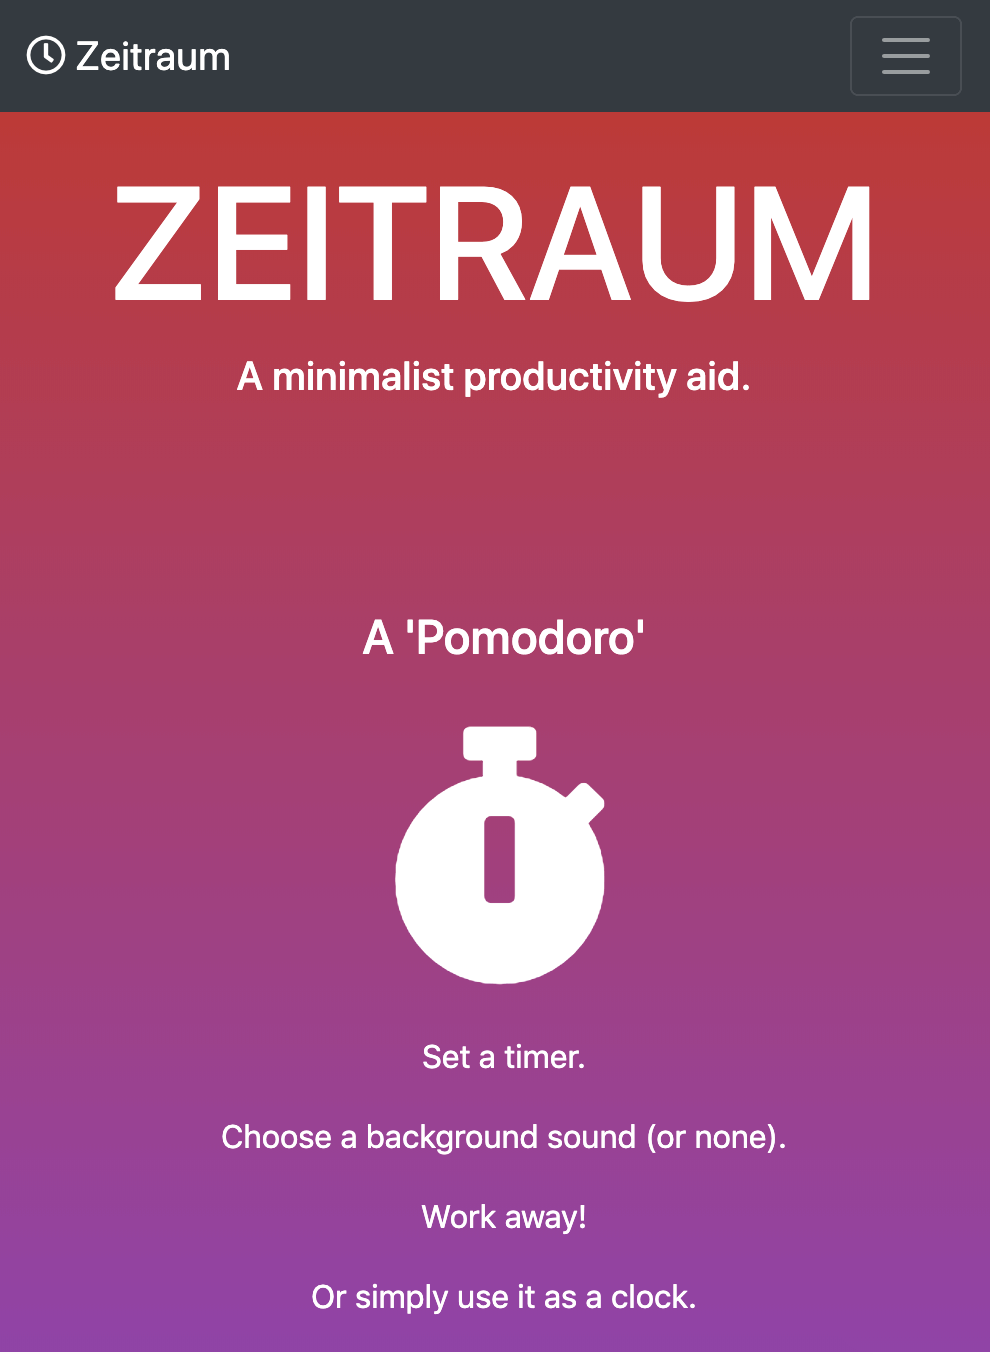 Zeitraum
ZEITRAUM
A minimalist productivity aid.
A 'Pomodoro'
Set a timer.
Choose a background sound (or none).
Work away!
Or simply use it as a clock.